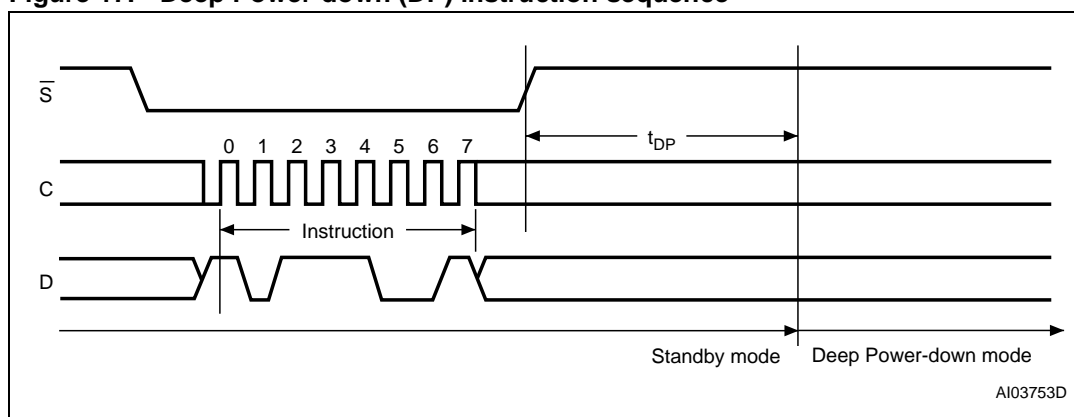 Figure 17. Deep Power-down (DP) instruction sequence
S
tDP
0 1 2 3 4 5 6 7
C
Instruction
D
Standby mode Deep Power-down mode
AI03753D